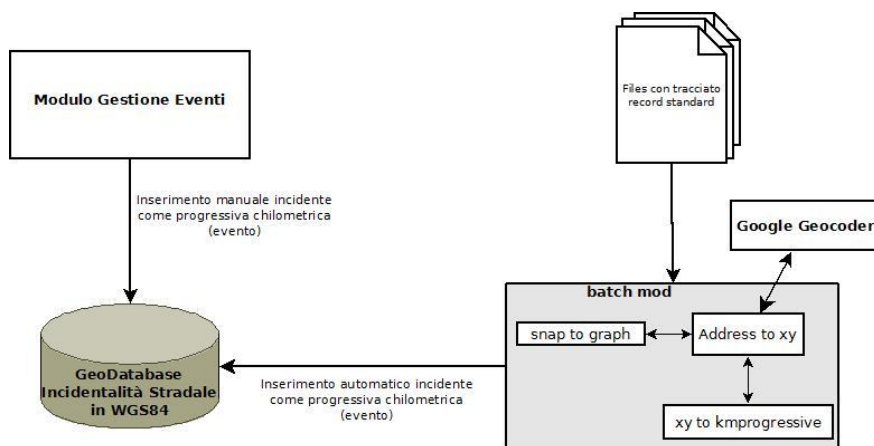 Modulo Gestione Eventi
Files con tracciato
record standard
Inserimento manuale incidente
come progressiva chilometrica
(evento)
Google Geocoder
batch mod
snap to graph
Address to xy
xy to kmprogressive
GeoDatabase
Incidentalità Stradale
in WGS84
Inserimento automatico incidente
come progressiva chilometrica
(evento)